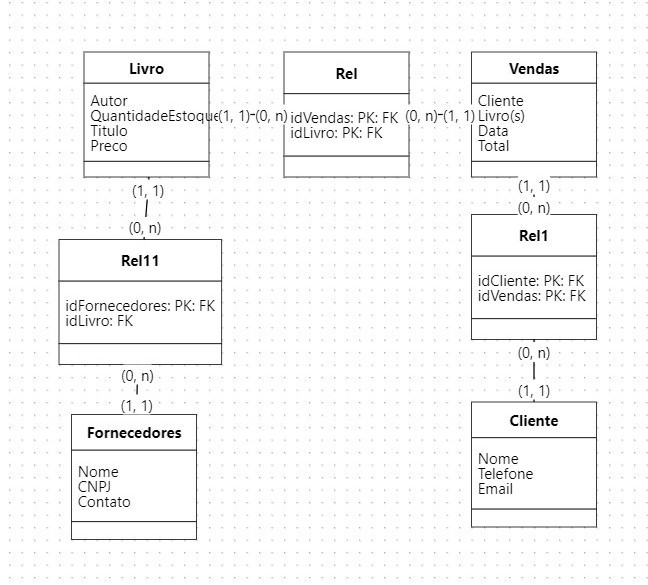 Livro
Autor
QuantidadeEstoque
Titulo
Preco
(1, 1)
(0, n)
Rel
idVendas: PK: FK
idLivro: PK: FK
(0, n)
(1, 1)
Vendas
Cliente
Livro(s)
Data
Total
(1, 1)
(0, n)
Rel11
idFornecedores: PK: FK
idLivro: FK
(0, n)
(1, 1)
Fornecedores
Nome
CNPJ
Contato
(1, 1)
(0, n)
Rel1
idCliente: PK: FK
idVendas: PK: FK
(0, n)
(1, 1)
Cliente
Nome
Telefone
Email